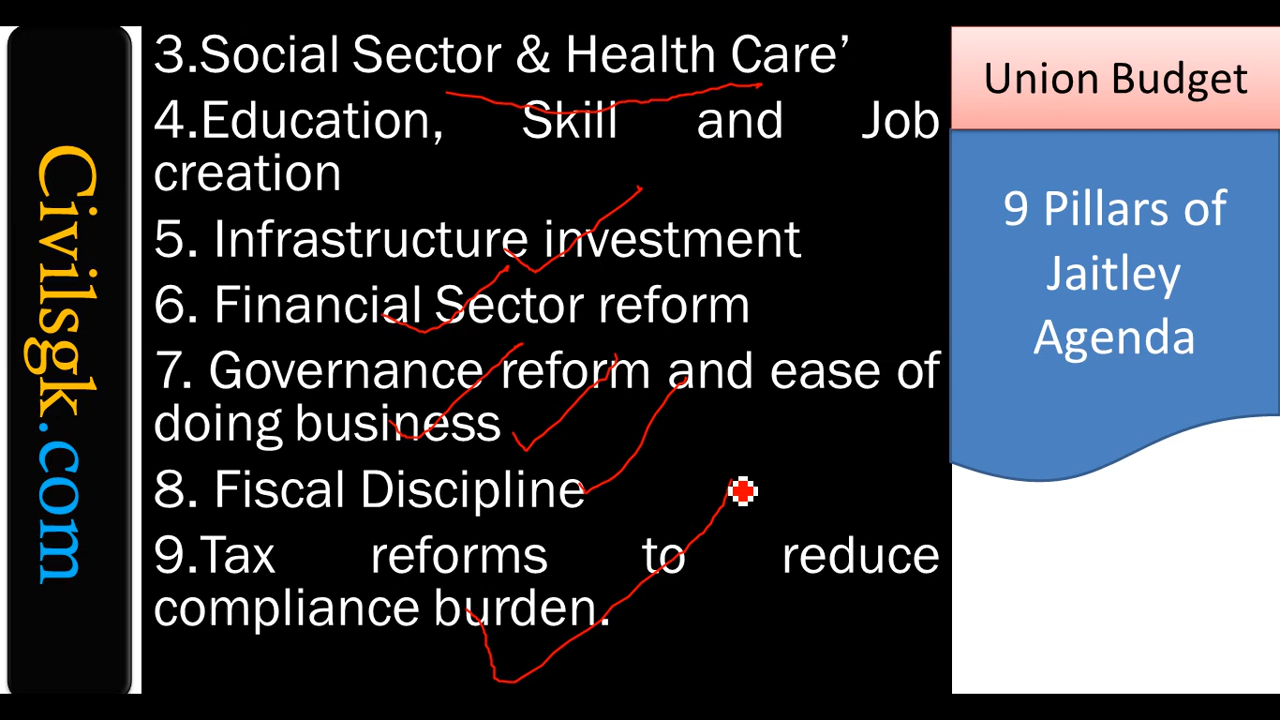 Civilsgk.com
3.Social Sector & Health Care’
4.Education, Skill and Job
creation
5. Infrastructure investment
6. Financial Sector reform
7. Governance reform and ease of
doing business
8. Fiscal Discipline
9.Tax reforms to reduce
compliance burden.
Union Budget
9 Pillars of
Jaitley
Agenda